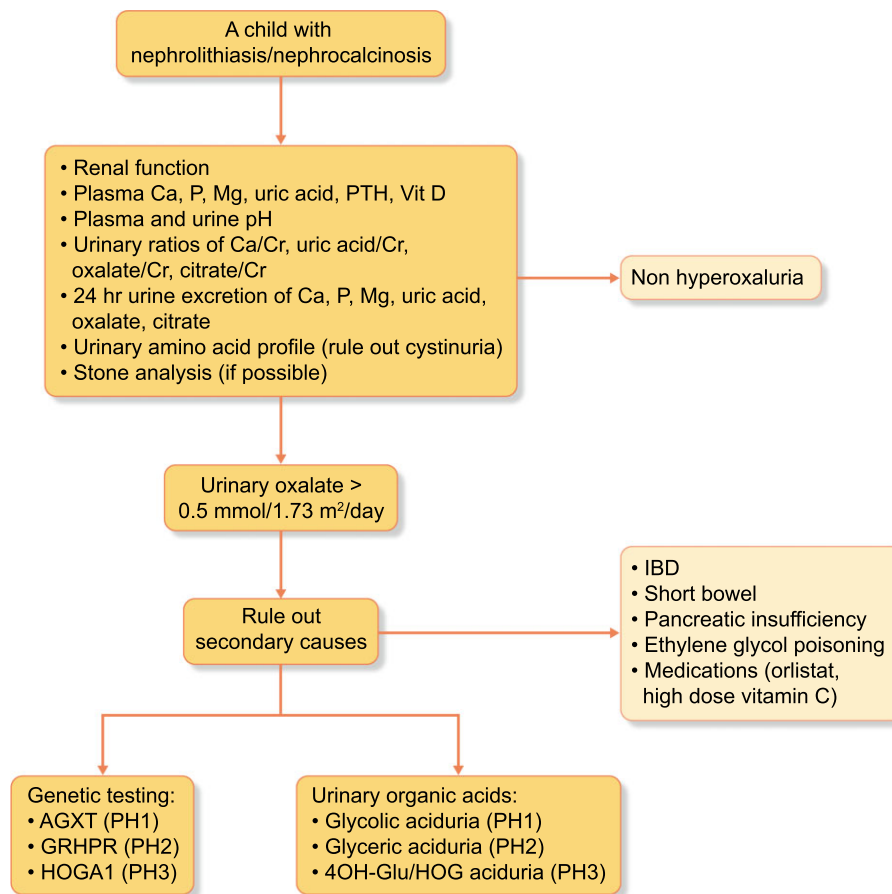 A child with
nephrolithiasis/nephrocalcinosis
• Renal function
• Plasma Ca, P, Mg, uric acid, PTH, Vit D
• Plasma and urine pH
• Urinary ratios of Ca/Cr, uric acid/Cr,
oxalate/Cr, citrate/Cr
• 24 hr urine excretion of Ca, P, Mg, uric acid,
oxalate, citrate
• Urinary amino acid profile (rule out cystinuria)
• Stone analysis (if possible)
Non hyperoxaluria
Urinary oxalate >
0.5 mmol/1.73 m²/day
Rule out
secondary causes
• IBD
• Short bowel
• Pancreatic insufficiency
• Ethylene glycol poisoning
• Medications (orlistat,
high dose vitamin C)
Genetic testing:
• AGXT (PH1)
• GRHPR (PH2)
• HOGA1 (PH3)
Urinary organic acids:
• Glycolic aciduria (PH1)
• Glyceric aciduria (PH2)
• 4OH-Glu/HOG aciduria (PH3)